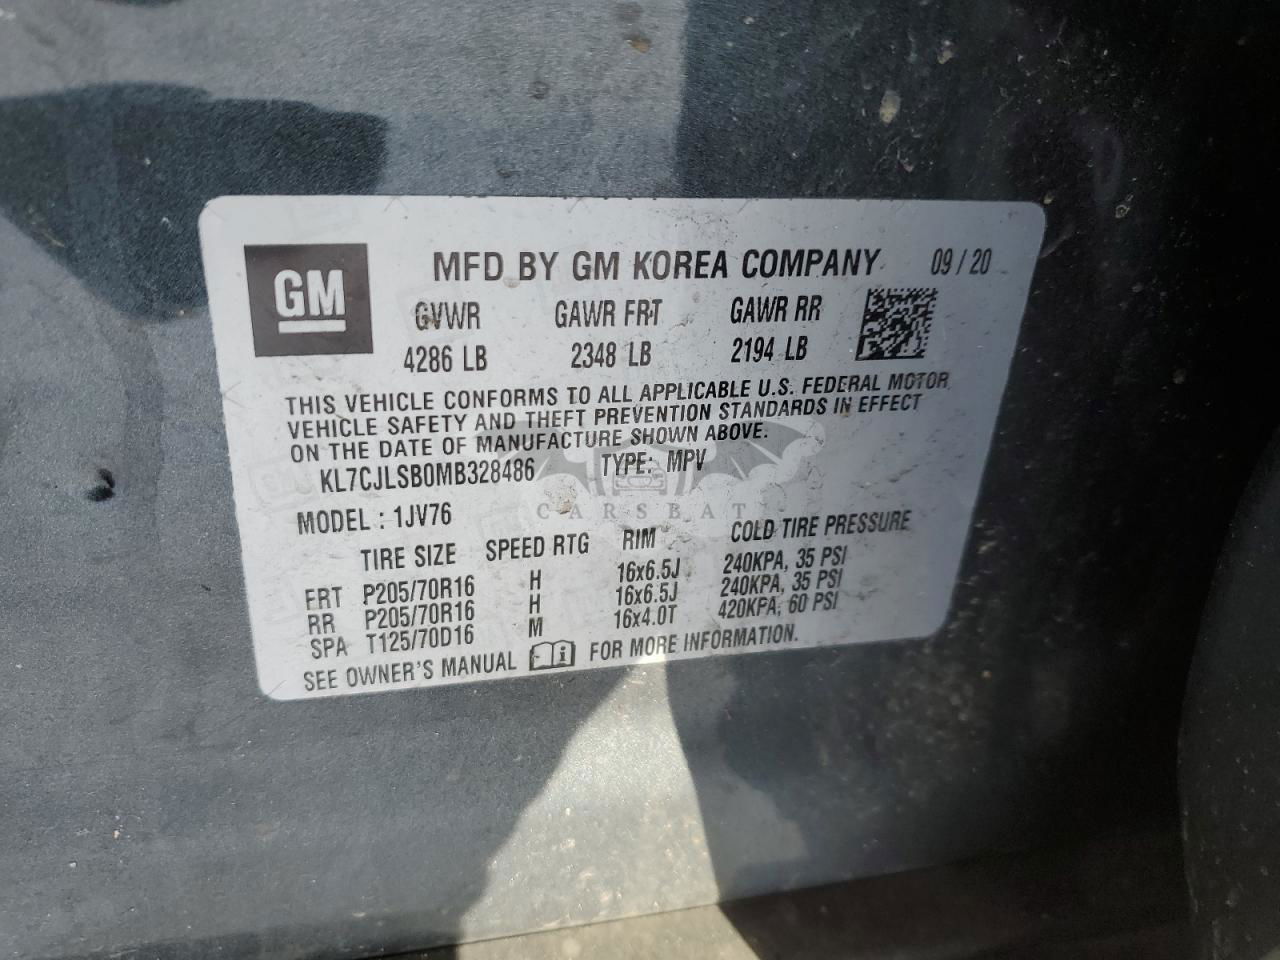 GM
MFD BY GM KOREA COMPANY 09/20
GVWR GAWR FRT GAWR RR
4286 LB 2348 LB 2194 LB
THIS VEHICLE CONFORMS TO ALL APPLICABLE U.S. FEDERAL MOTOR
VEHICLE SAFETY AND THEFT PREVENTION STANDARDS IN EFFECT
ON THE DATE OF MANUFACTURE SHOWN ABOVE.
KL7CJLSB0MB328486 TYPE: MPV
CARSBAT
MODEL : 1JV76
TIRE SIZE SPEED RTG RIM COLD TIRE PRESSURE
FRT P205/70R16 H 16x6.5J 240KPA, 35 PSI
RR P205/70R16 H 16x6.5J 240KPA, 35 PSI
SPA T125/70D16 M 16x4.0T 420KPA, 60 PSI
SEE OWNER'S MANUAL i FOR MORE INFORMATION.